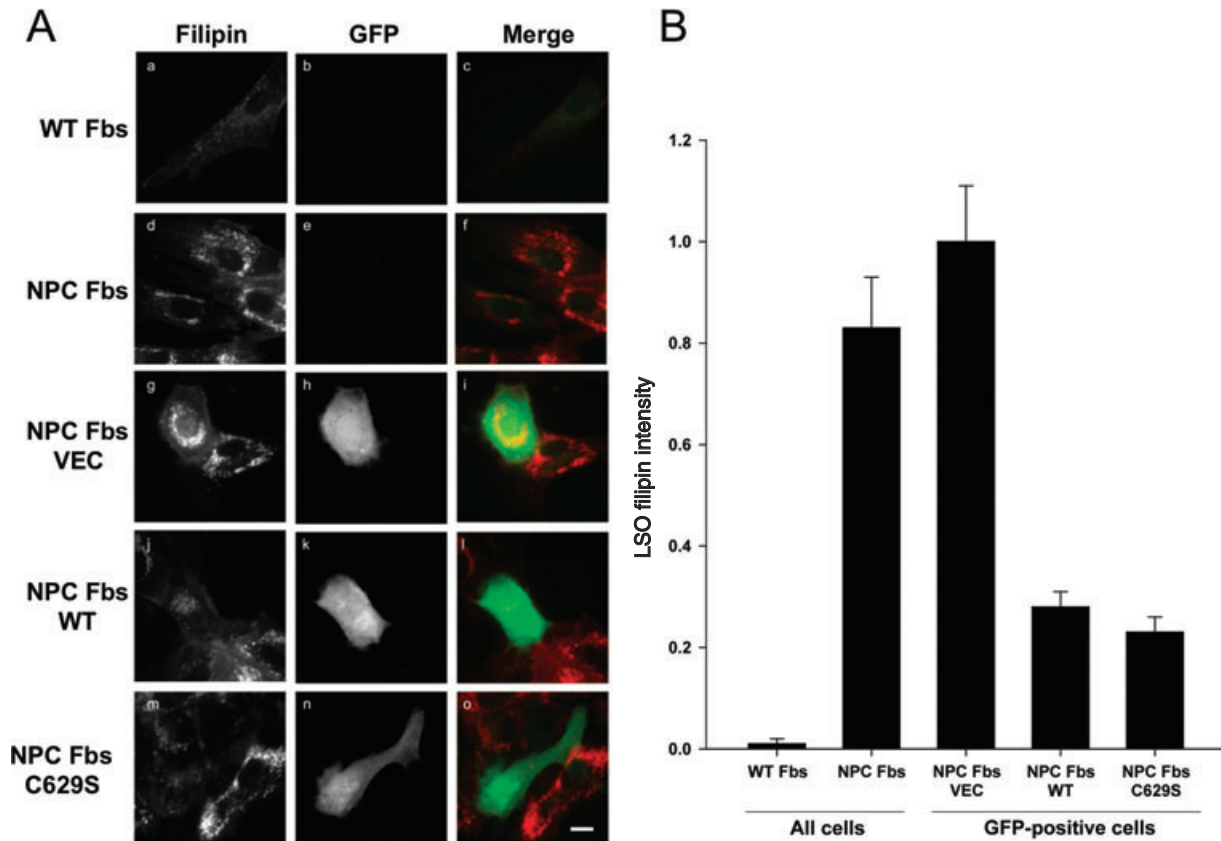 A
Filipin GFP Merge
WT Fbs
a b c
NPC Fbs
d e f
NPC Fbs
VEC
g h i
NPC Fbs
WT
j k l
NPC Fbs
C629S
m n o
B
LSO filipin intensity
1.2
1.0
0.8
0.6
0.4
0.2
0.0
WT Fbs NPC Fbs NPC Fbs NPC Fbs NPC Fbs
VEC WT C629S
All cells GFP-positive cells